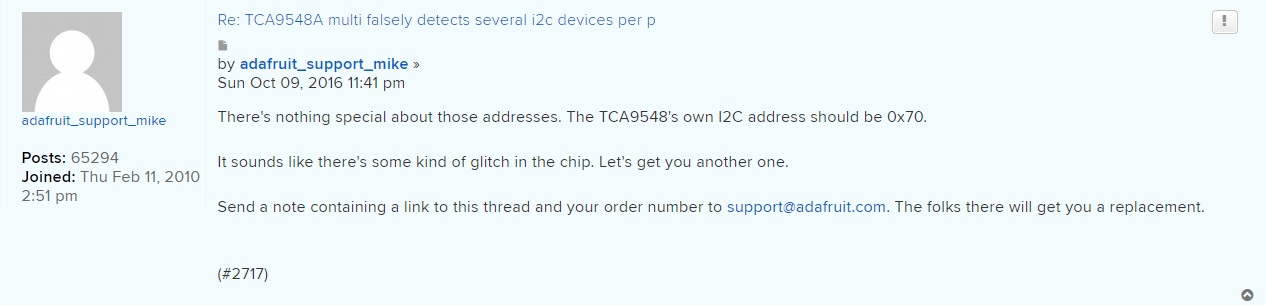 adafruit_support_mike
Posts: 65294
Joined: Thu Feb 11, 2010
2:51 pm
Re: TCA9548A multi falsely detects several i2c devices per p
by adafruit_support_mike »
Sun Oct 09, 2016 11:41 pm
There's nothing special about those addresses. The TCA9548's own I2C address should be 0x70.
It sounds like there's some kind of glitch in the chip. Let's get you another one.
Send a note containing a link to this thread and your order number to support@adafruit.com. The folks there will get you a replacement.
(#2717)
!